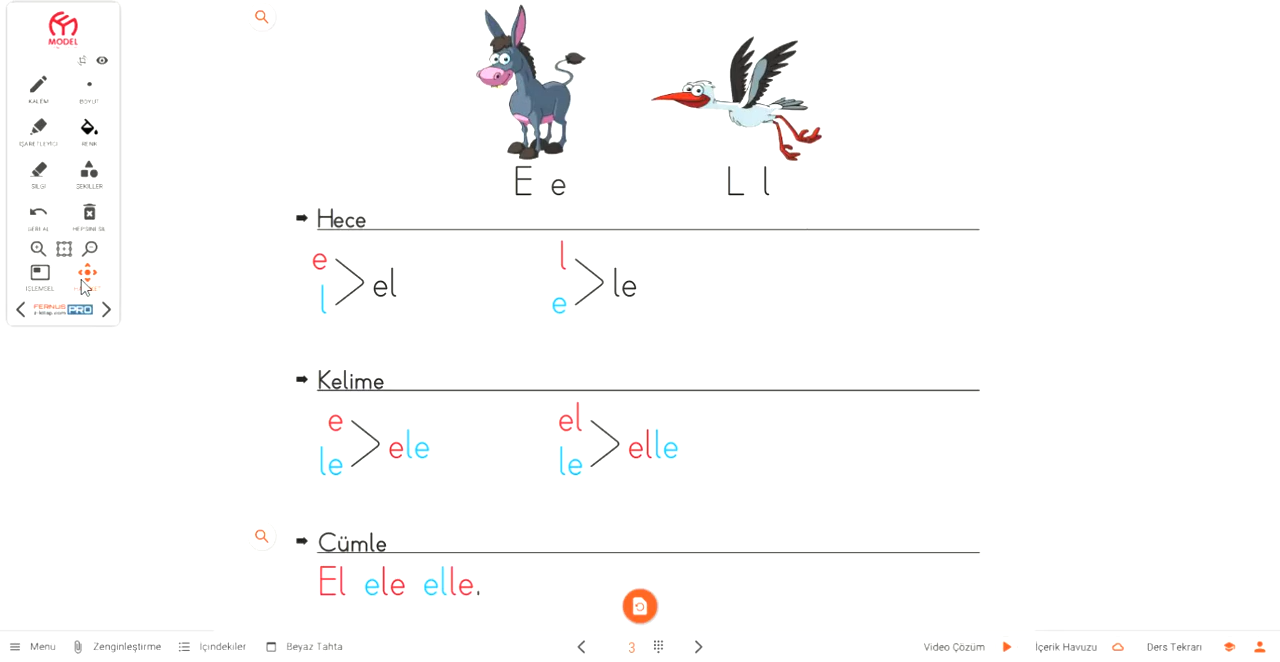 MODEL
KALEM
BOYUT
İŞARETLEYİCİ
RENK
SİLGİ
ŞEKİLLER
GERİ AL
HEPSİNİ SİL
İŞLEMSEL
FERNUS
PRO
E e
L l
Hece
e
l
el
l
e
le
Kelime
e
le
ele
el
le
elle
Cümle
El ele elle.
Menu Zenginleştirme İçindekiler Beyaz Tahta 3 Video Çözüm İçerik Havuzu Ders Tekrarı